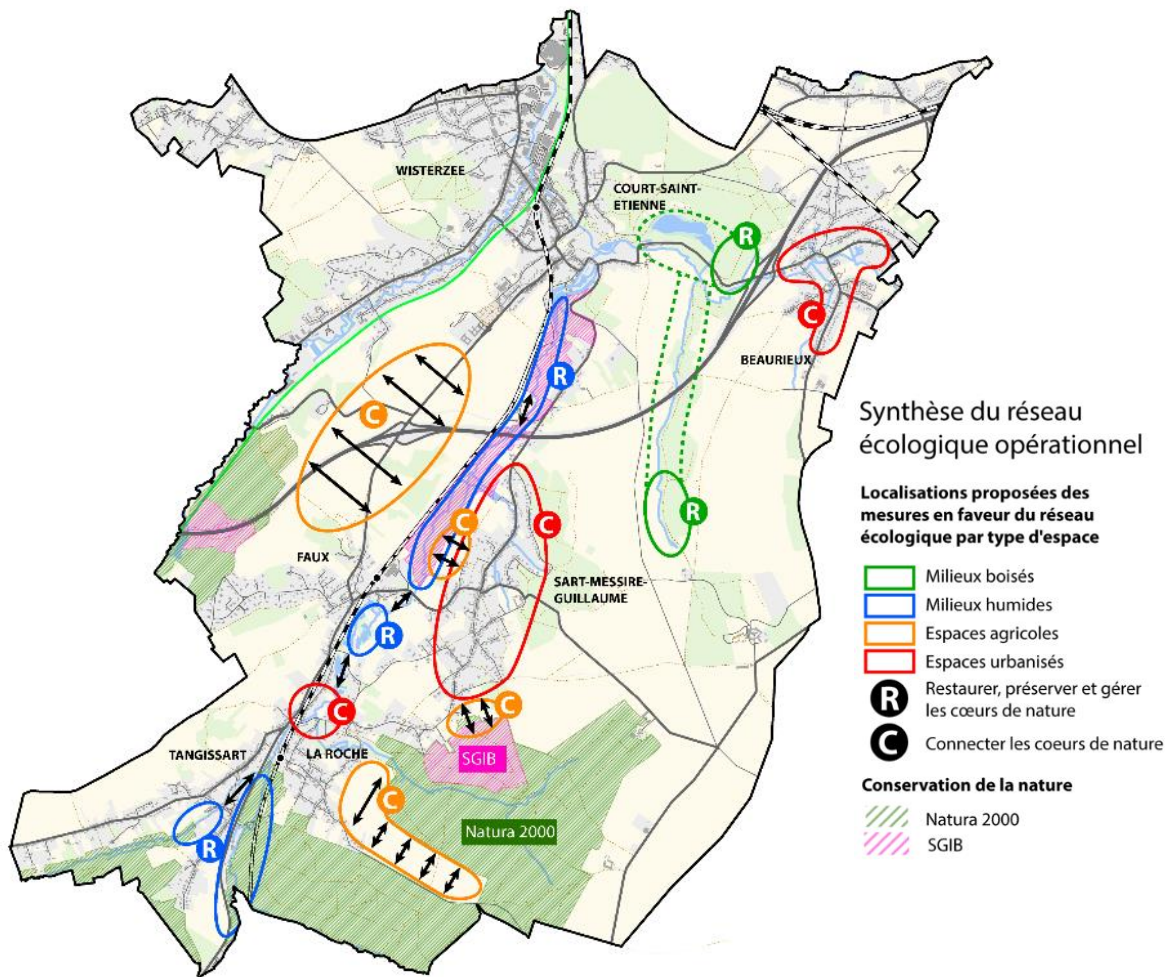 WISTERZEE
COURT-SAINT-
ETIENNE
R
C
BEAURIEUX
R
C
R
C
C
FAUX
SART-MESSIRE-
GUILLAUME
R
C
C
TANGISSART
LA ROCHE
SGIB
C
Natura 2000
R
Synthèse du réseau
écologique opérationnel
Localisations proposées des
mesures en faveur du réseau
écologique par type d'espace
Milieux boisés
Milieux humides
Espaces agricoles
Espaces urbanisés
R Restaurer, préserver et gérer
les cœurs de nature
C Connecter les coeurs de nature
Conservation de la nature
Natura 2000
SGIB